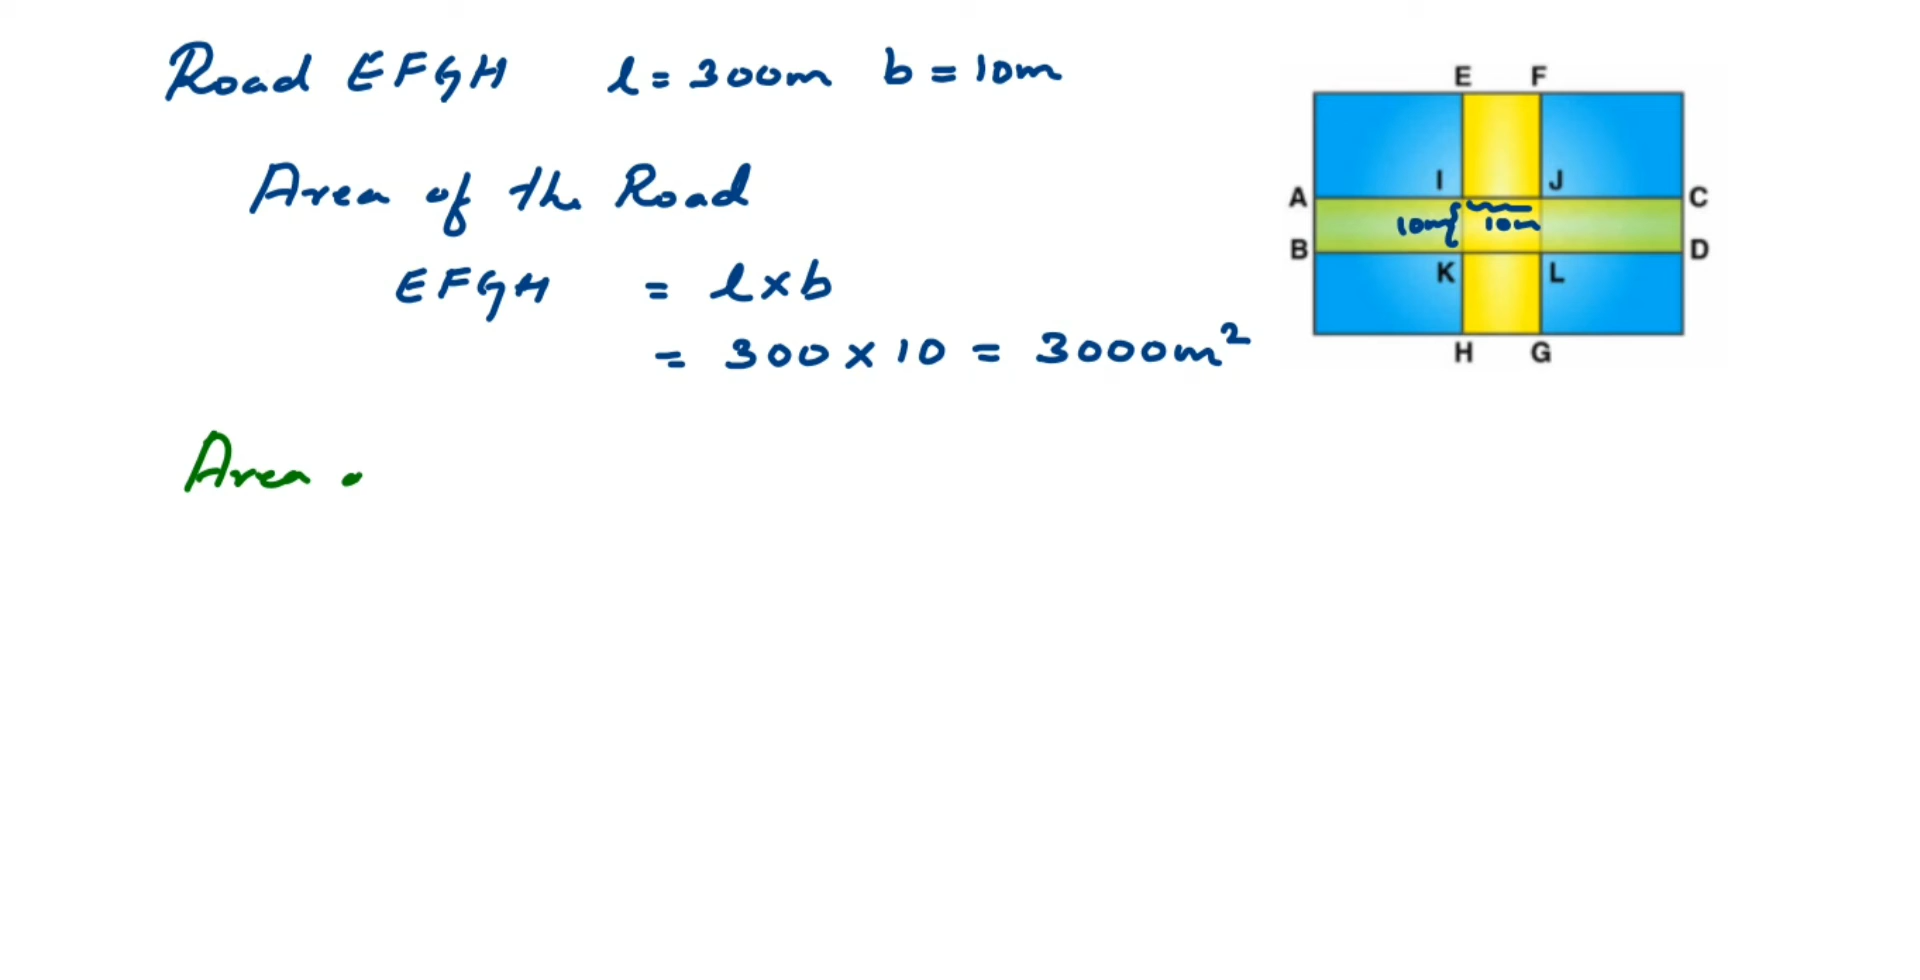 Road EFGH l = 300m b = 10m
Area of the Road
EFGH = l × b
= 300 × 10 = 3000m²
Area
E F
I J
A C
10m 10m
B D
K L
H G